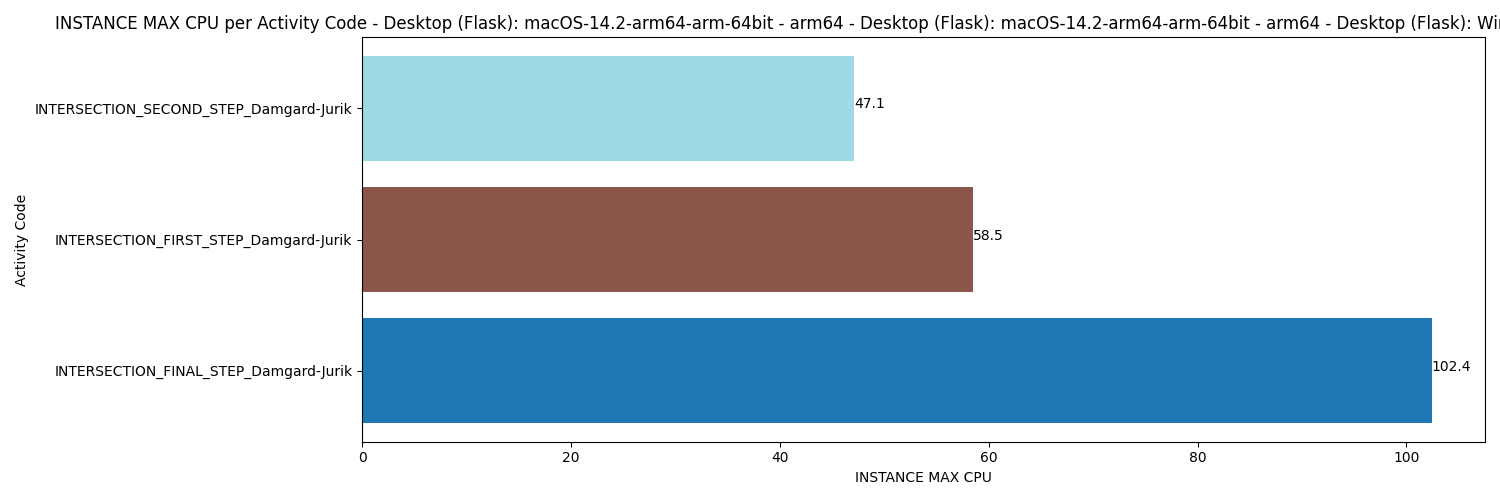 INSTANCE MAX CPU per Activity Code - Desktop (Flask): macOS-14.2-arm64-arm-64bit - arm64 - Desktop (Flask): macOS-14.2-arm64-arm-64bit - arm64 - Desktop (Flask):
INTERSECTION_SECOND_STEP_Damgard-Jurik
47.1
Activity Code
INTERSECTION_FIRST_STEP_Damgard-Jurik
58.5
INTERSECTION_FINAL_STEP_Damgard-Jurik
102.4
0 20 40 60 80 100
INSTANCE MAX CPU